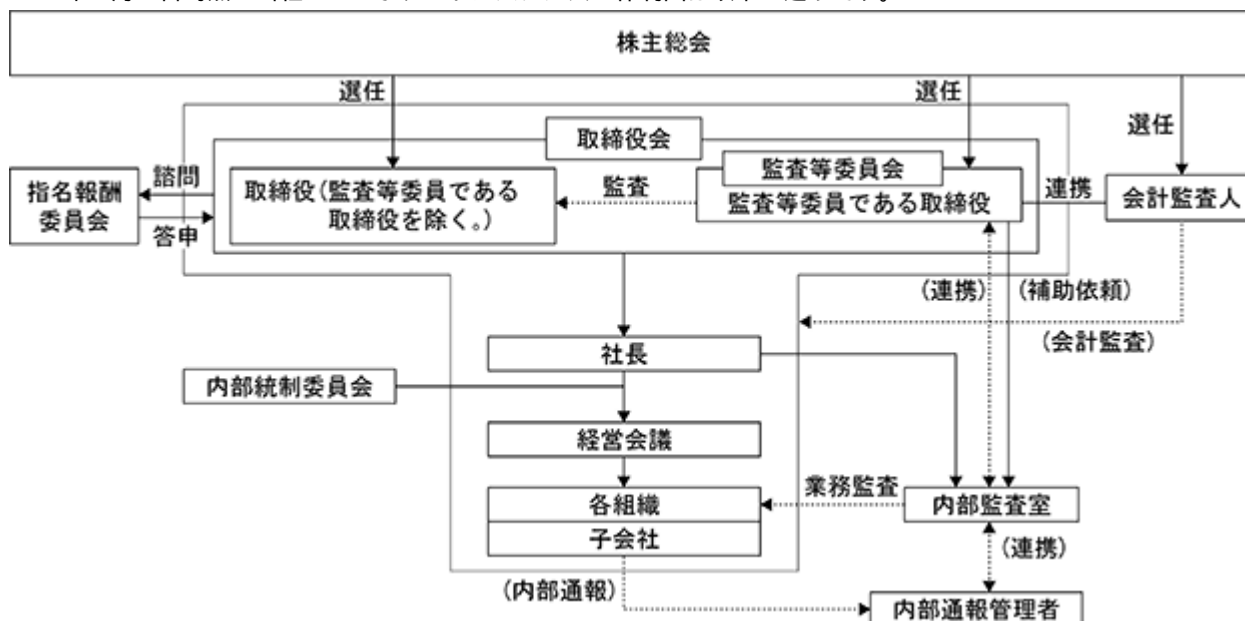 株主総会
選任
選任
選任
取締役会
監査等委員会
指名報酬
委員会
諮問
答申
取締役(監査等委員である
取締役を除く。)
監査
監査等委員である取締役
連携
会計監査人
(連携)
(補助依頼)
(会計監査)
社長
内部統制委員会
経営会議
各組織
子会社
業務監査
内部監査室
(連携)
(内部通報)
内部通報管理者